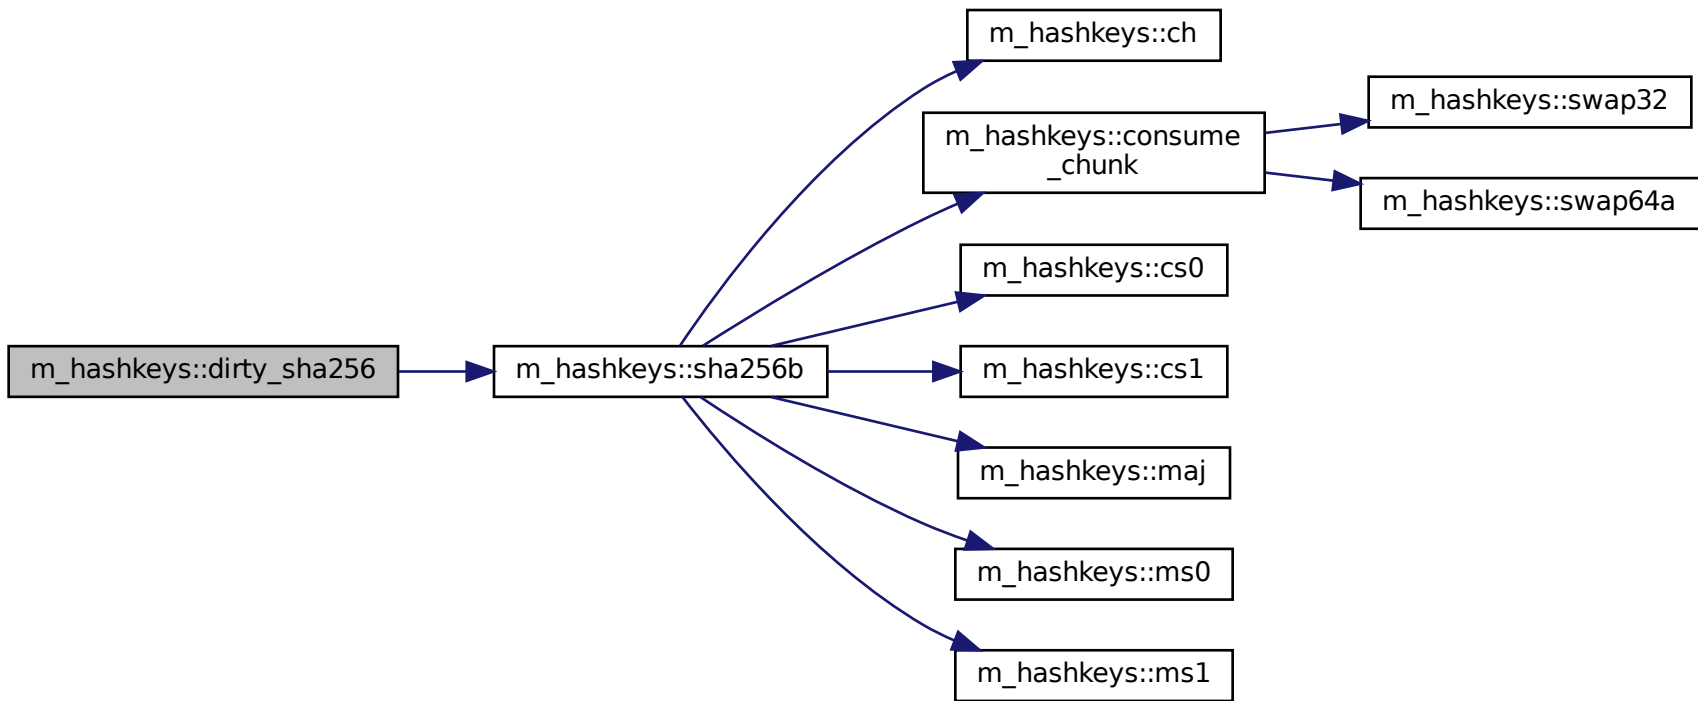 m_hashkeys::dirty_sha256
m_hashkeys::sha256b
m_hashkeys::ch
m_hashkeys::consume
_chunk
m_hashkeys::swap32
m_hashkeys::swap64a
m_hashkeys::cs0
m_hashkeys::cs1
m_hashkeys::maj
m_hashkeys::ms0
m_hashkeys::ms1